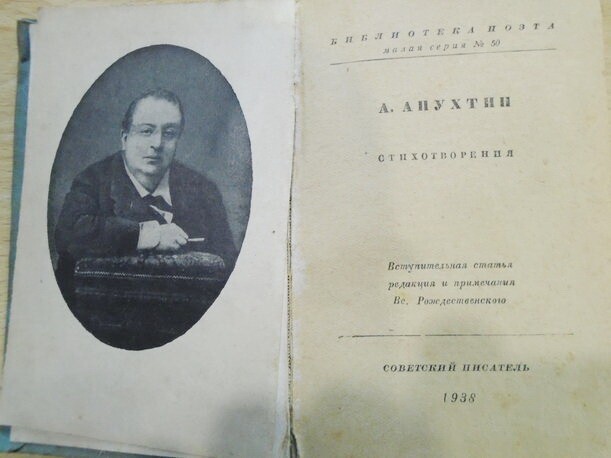 БИБЛИОТЕКА ПОЭТА
малая серия № 50
А. АПУХТИН
СТИХОТВОРЕНИЯ
Вступительная статья
редакция и примечания
Вс. Рождественского
СОВЕТСКИЙ ПИСАТЕЛЬ
1938